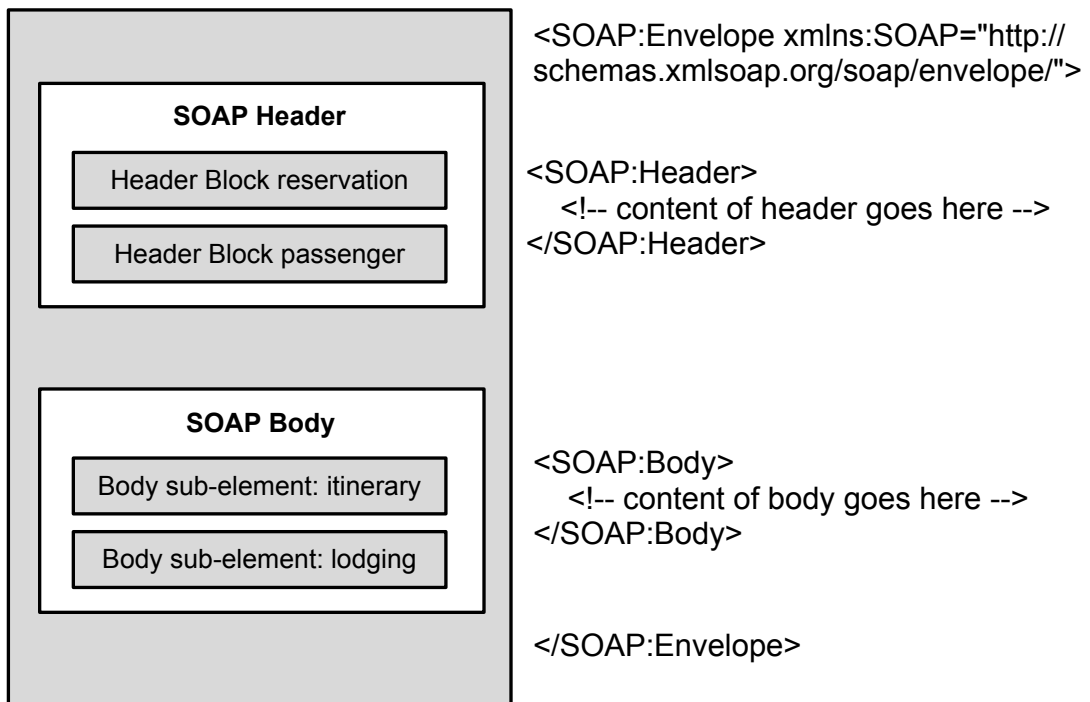 <SOAP:Envelope xmlns:SOAP="http://
schemas.xmlsoap.org/soap/envelope/">
SOAP Header
Header Block reservation
Header Block passenger
<SOAP:Header>
<!-- content of header goes here -->
</SOAP:Header>
SOAP Body
Body sub-element: itinerary
Body sub-element: lodging
<SOAP:Body>
<!-- content of body goes here -->
</SOAP:Body>
</SOAP:Envelope>